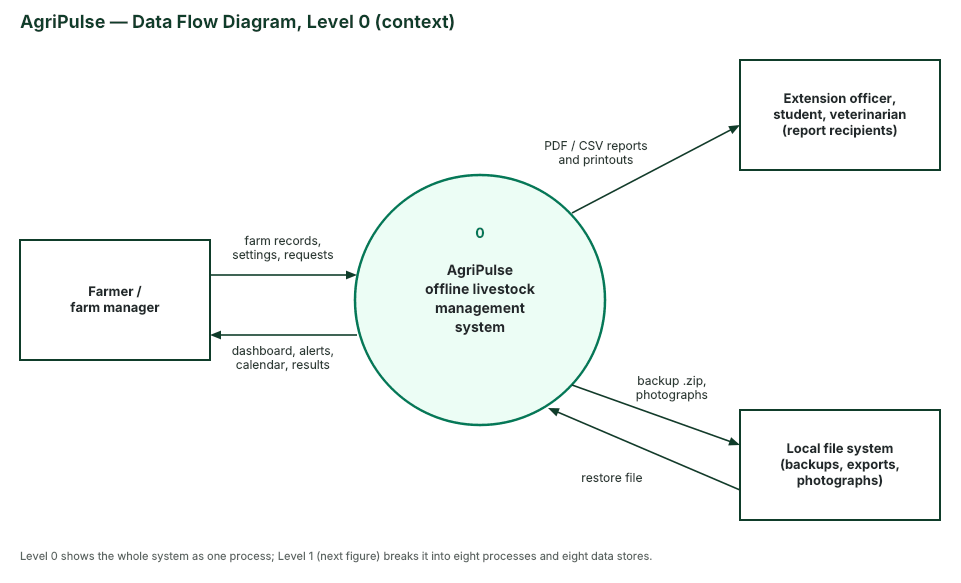 AgriPulse — Data Flow Diagram, Level 0 (context)
Extension officer,
student, veterinarian
(report recipients)
PDF / CSV reports
and printouts
0
AgriPulse
offline livestock
management
system
farm records,
settings, requests
Farmer /
farm manager
dashboard, alerts,
calendar, results
backup .zip,
photographs
Local file system
(backups, exports,
photographs)
restore file
Level 0 shows the whole system as one process; Level 1 (next figure) breaks it into eight processes and eight data stores.